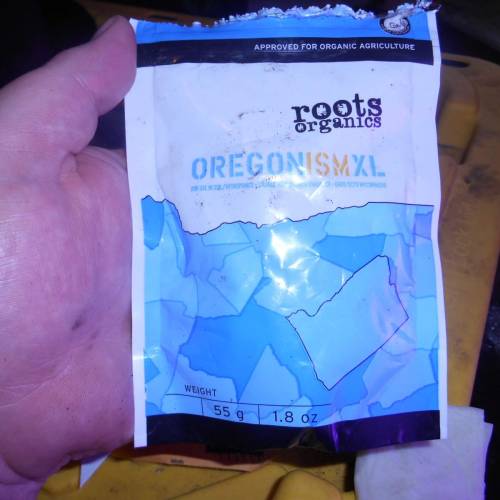 APPROVED FOR ORGANIC AGRICULTURE
roots
organics
OREGONISMXL
WEIGHT
55 g 1.8 oz